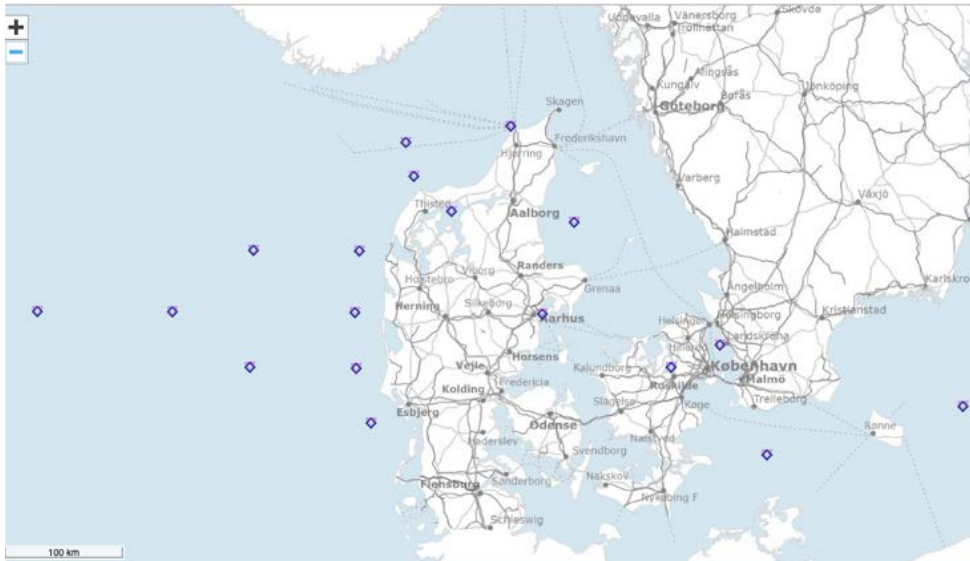 +
Uddevalla
Vänersborg
Trollhättan
Skövde
−
Alingsås
Kungälv
Borås
Jönköping
Göteborg
Skagen
Frederikshavn
Hjørring
Varberg
Växjö
Thisted
Aalborg
Halmstad
Viborg
Randers
Grenaa
Ängelholm
Karlskro
Holstebro
Herning
Silkeborg
Aarhus
Helsingør
Helsingborg
Kristianstad
Landskrona
Hillerød
Horsens
Vejle
Kalundborg
København
Roskilde
Malmö
Fredericia
Kolding
Esbjerg
Slagelse
Køge
Trelleborg
Odense
Rønne
Haderslev
Næstved
Svendborg
Sønderborg
Nakskov
Flensburg
Nykøbing F
Schleswig
100 km